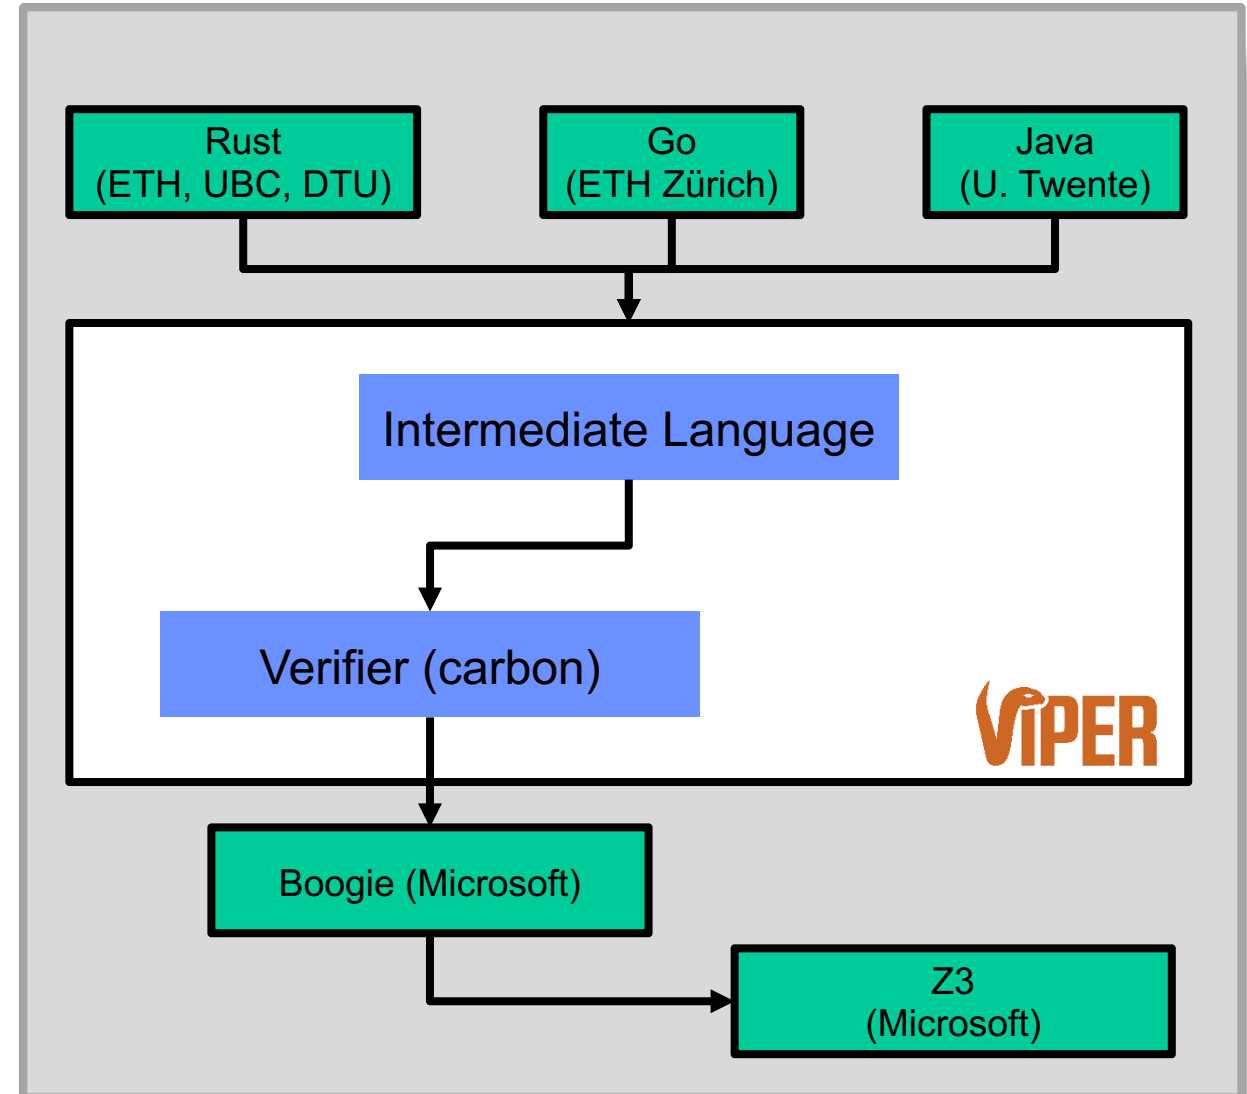 Rust
(ETH, UBC, DTU)
Go
(ETH Zürich)
Java
(U. Twente)
Intermediate Language
Verifier (carbon)
VIPER
Boogie (Microsoft)
Z3
(Microsoft)